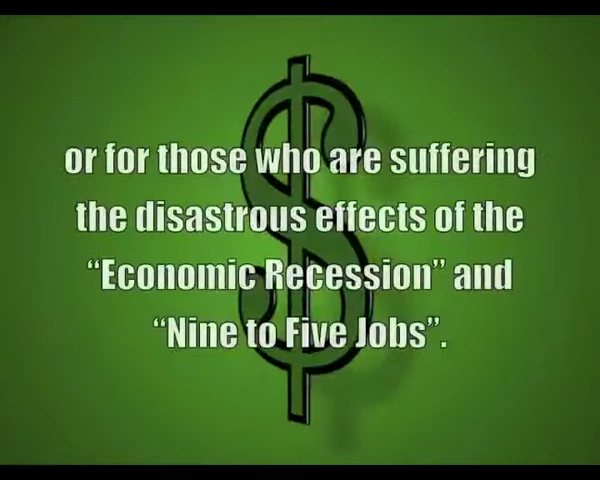 or for those who are suffering
the disastrous effects of the
“Economic Recession” and
“Nine to Five Jobs”.